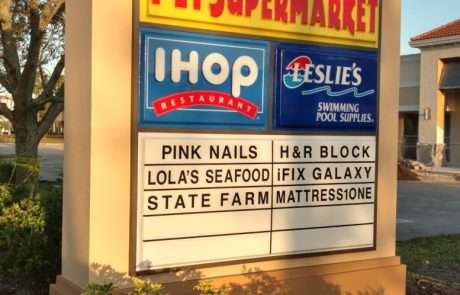 PET SUPERMARKET
IHOP
RESTAURANT
LESLIE'S
SWIMMING
POOL SUPPLIES.
PINK NAILS
H&R BLOCK
LOLA'S SEAFOOD
iFIX GALAXY
STATE FARM
MATTRESS1ONE